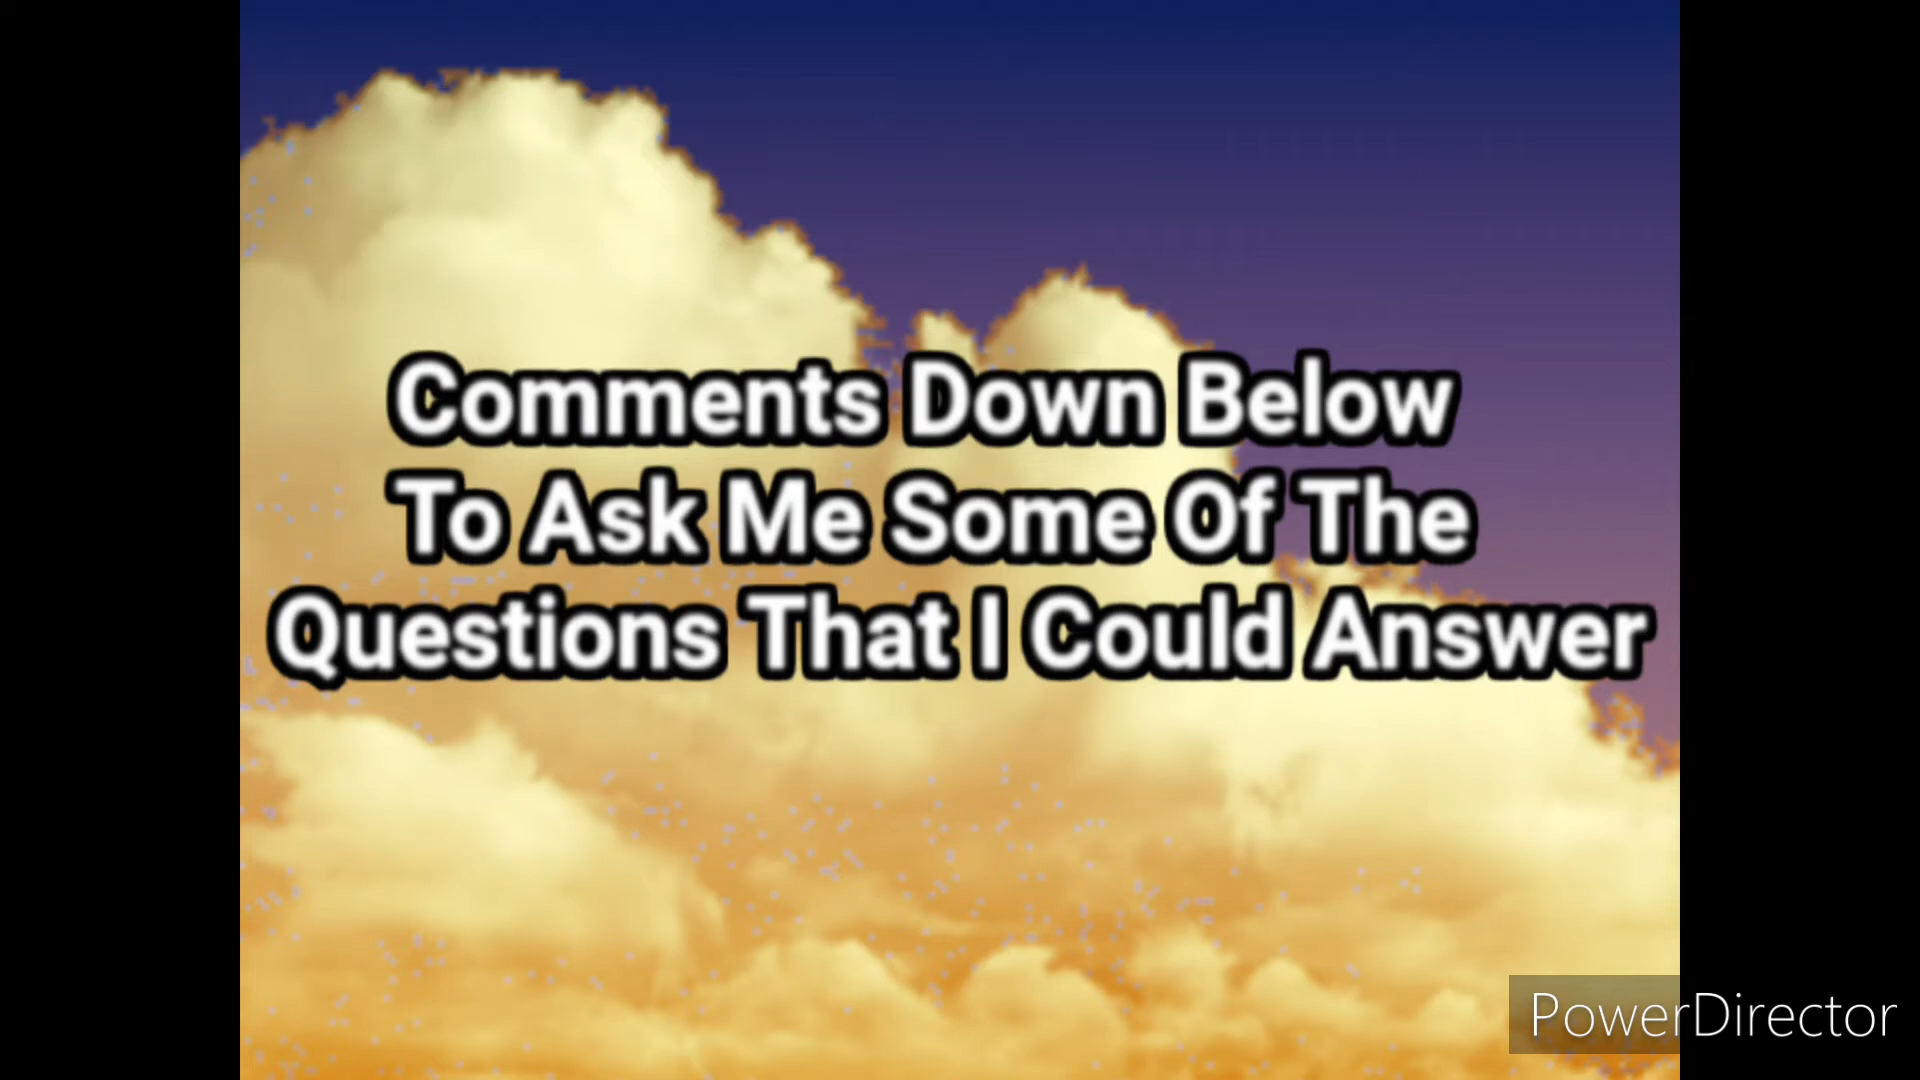 Comments Down Below
To Ask Me Some Of The
Questions That I Could Answer
PowerDirector